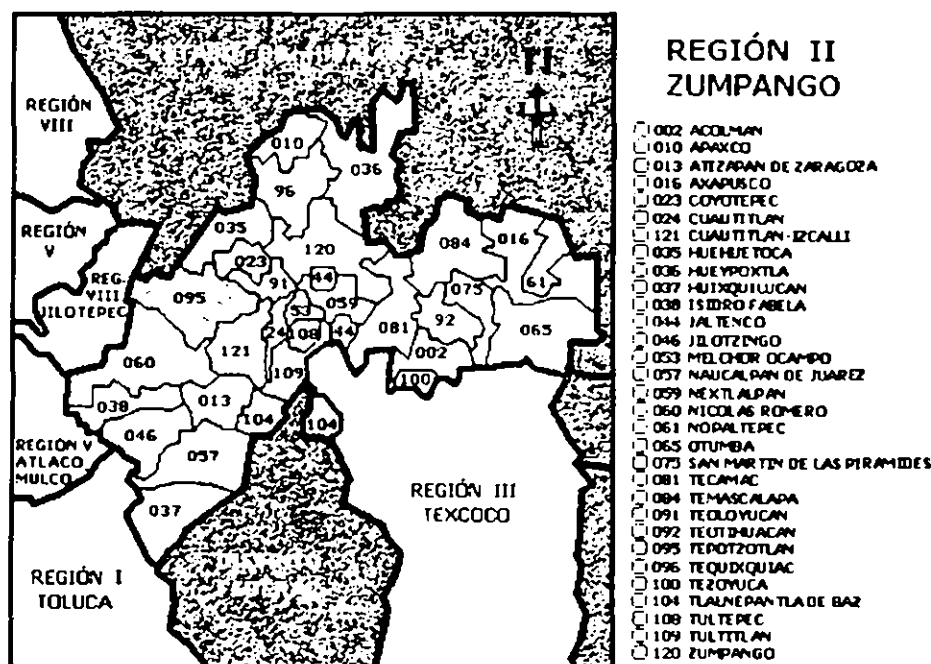 REGIÓN II
ZUMPANGO
002 ACOLMAN
010 APAXCO
013 ATIZAPAN DE ZARAGOZA
016 AXAPUSCO
023 COYOTEPEC
024 CUAUTITLAN
121 CUAUTITLAN-IZCALLI
035 HUEHUETOCA
036 HUEYPOXTLA
037 HUIXQUILUCAN
038 ISIDRO FABELA
044 JALTENCO
046 JILOTZINGO
053 MELCHOR OCAMPO
057 NAUCALPAN DE JUAREZ
059 NEXTLALPAN
060 NICOLAS ROMERO
061 NOPALTEPEC
065 OTUMBA
075 SAN MARTIN DE LAS PIRAMIDES
081 TECAMAC
084 TEMASCALAPA
091 TEOLOYUCAN
092 TEOTIHUACAN
095 TEPOTZOTLAN
096 TEQUIXQUIAC
100 TEZOYUCA
104 TLALNEPANTLA DE BAZ
108 TULTEPEC
109 TULTITLAN
120 ZUMPANGO
REGIÓN
VIII
REGIÓN
V
REG.
VIII
JILOTEPEC
REGIÓN V
ATLACO
MULCO
REGIÓN I
TOLUCA
REGIÓN III
TEXCOCO
010
036
96
035
120
084
016
023
91
44
059
075
61
095
53
92
065
24
108
44
081
121
002
060
109
100
013
038
104
104
046
057
037